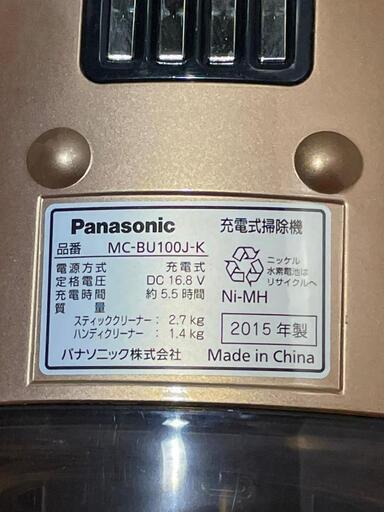 Panasonic 充電式掃除機
品番 MC-BU100J-K
電源方式 充電式
定格電圧 DC 16.8 V
充電時間 約 5.5 時間
質量
スティッククリーナー: 2.7 kg
ハンディクリーナー: 1.4 kg
パナソニック株式会社
ニッケル
水素電池は
リサイクルへ
Ni-MH
2015 年製
Made in China